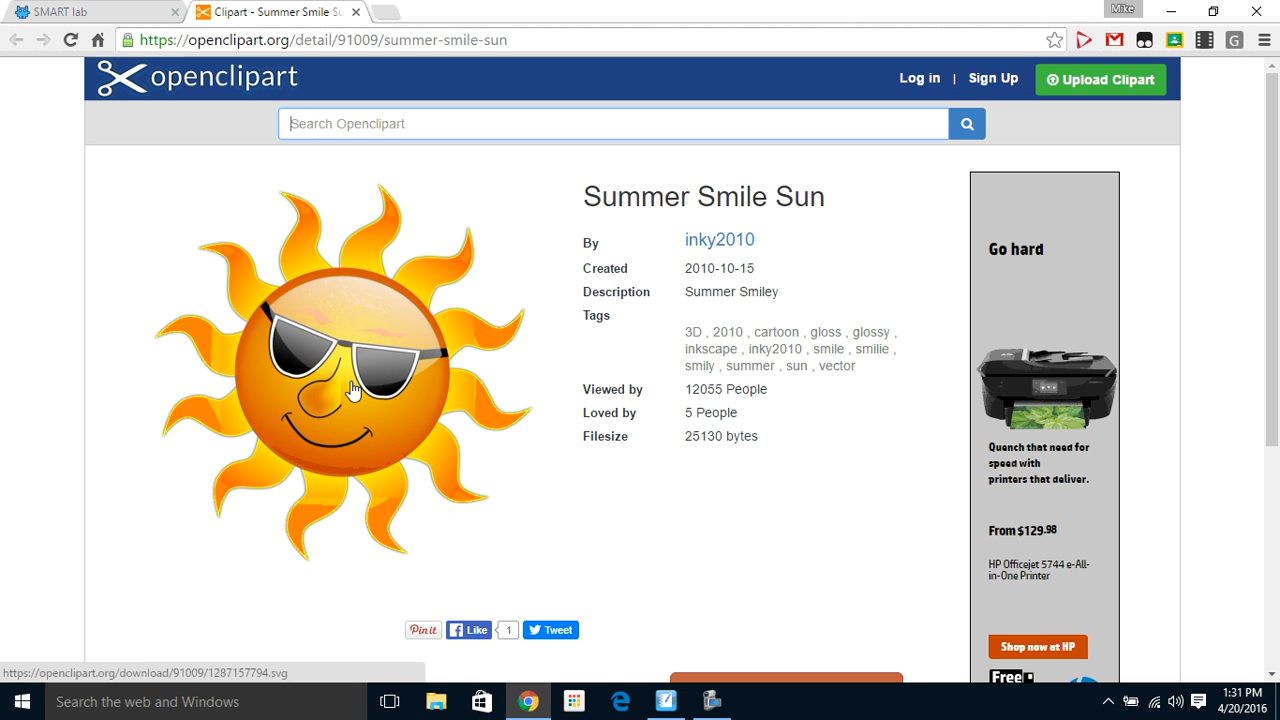 SMART lab
Clipart - Summer Smile Su
Mike
https://openclipart.org/detail/91009/summer-smile-sun
openclipart
Log in | Sign Up
Upload Clipart
Search Openclipart
Summer Smile Sun
By inky2010
Created 2010-10-15
Description Summer Smiley
Tags
3D , 2010 , cartoon , gloss , glossy ,
inkscape , inky2010 , smile , smilie ,
smily , summer , sun , vector
Viewed by 12055 People
Loved by 5 People
Filesize 25130 bytes
Go hard
Quench that need for
speed with
printers that deliver.
From $129.98
HP Officejet 5744 e-All-
in-One Printer
Shop now at HP
Free
Pin it
Like 1
Tweet
https://openclipart.org/download/91009/1287157794.svg
Search the web and Windows
1:31 PM
4/20/2016